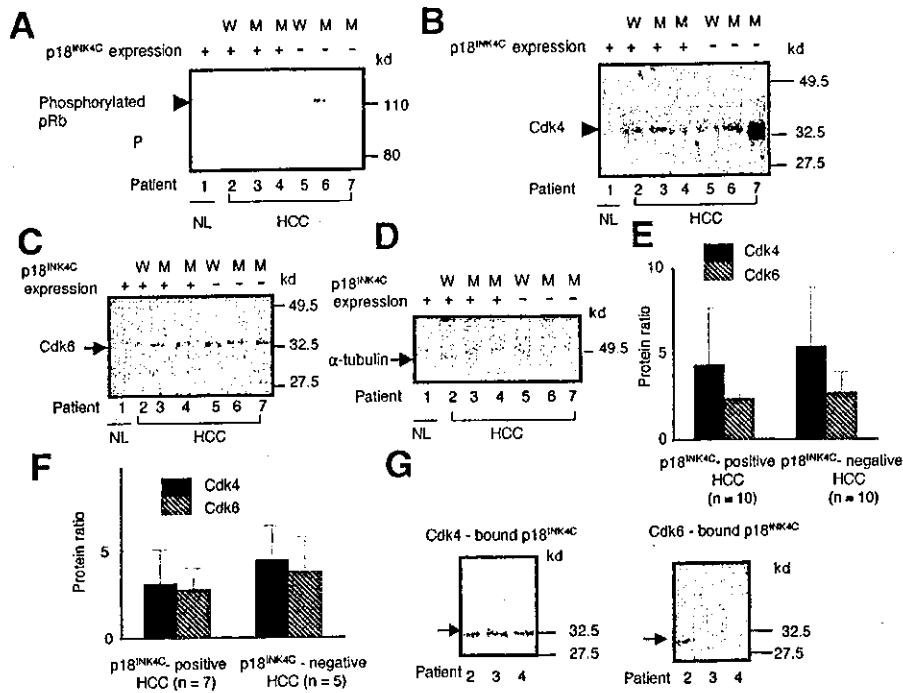 A
W M M W M M
p18INK4C expression + + + + - - -
kd
Phosphorylated
pRb
110
P
80
Patient 1 2 3 4 5 6 7
NL HCC
B
W M M W M M
p18INK4C expression + + + + - - -
kd
49.5
Cdk4
32.5
27.5
Patient 1 2 3 4 5 6 7
NL HCC
C
p18INK4C W M M W M M
expression + + + + - - -
kd
49.5
Cdk6
32.5
27.5
Patient 1 2 3 4 5 6 7
NL HCC
D
p18INK4C W M M W M M
expression + + + + - - -
kd
49.5
α-tubulin
Patient 1 2 3 4 5 6 7
NL HCC
E
Cdk4
Cdk6
10
5
0
Protein ratio
p18INK4C- positive p18INK4C- negative
HCC HCC
(n = 10) (n = 10)
F
Cdk4
Cdk6
5
0
Protein ratio
p18INK4C- positive p18INK4C - negative
HCC (n = 7) HCC (n = 5)
G
Cdk4 - bound p18INK4C
kd
32.5
27.5
Patient 2 3 4
Cdk6 - bound p18INK4C
kd
32.5
27.5
Patient 2 3 4